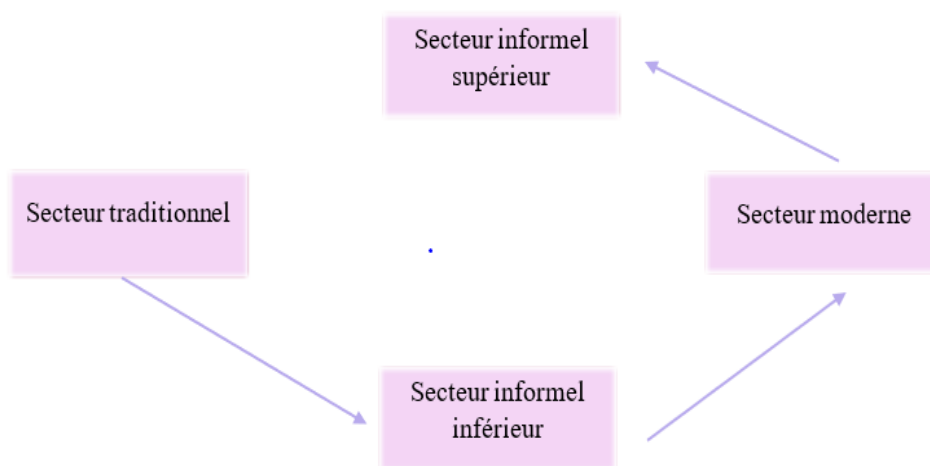 Secteur informel
supérieur
Secteur traditionnel
Secteur moderne
Secteur informel
inférieur